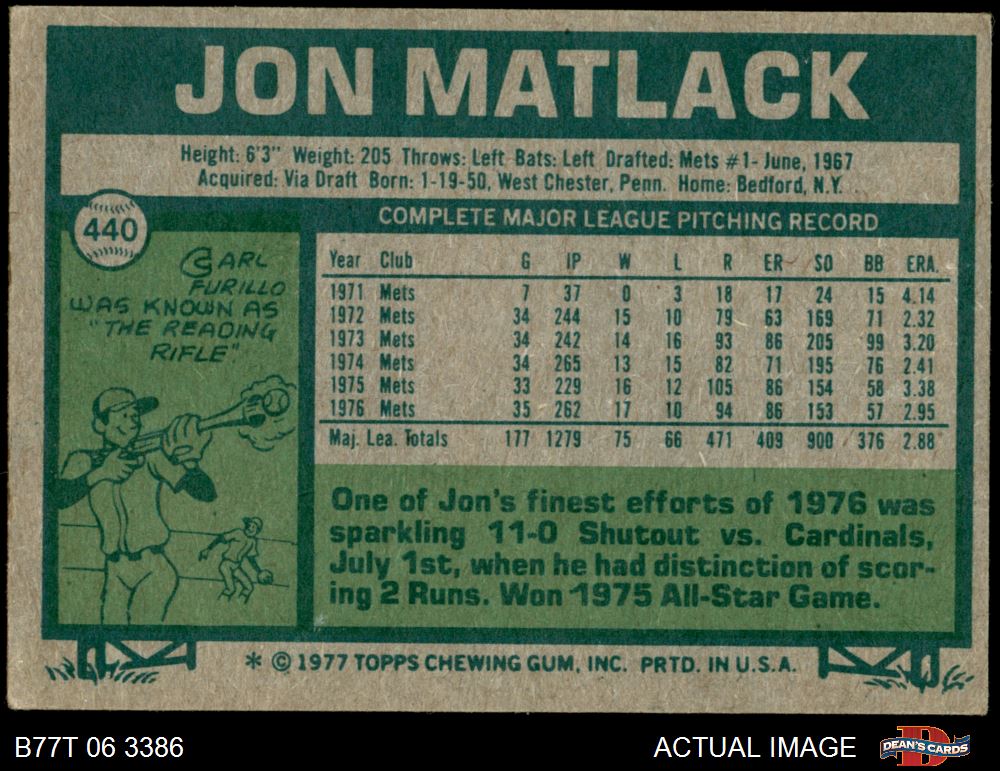 JON MATLACK
Height: 6'3" Weight: 205 Throws: Left Bats: Left Drafted: Mets #1- June, 1967
Acquired: Via Draft Born: 1-19-50, West Chester, Penn. Home: Bedford, N.Y.
440
CARL
FURILLO
WAS KNOWN AS
"THE READING
RIFLE"
COMPLETE MAJOR LEAGUE PITCHING RECORD
Year Club G IP W L R ER SO BB ERA.
1971 Mets 7 37 0 3 18 17 24 15 4.14
1972 Mets 34 244 15 10 79 63 169 71 2.32
1973 Mets 34 242 14 16 93 86 205 99 3.20
1974 Mets 34 265 13 15 82 71 195 76 2.41
1975 Mets 33 229 16 12 105 86 154 58 3.38
1976 Mets 35 262 17 10 94 86 153 57 2.95
Maj. Lea. Totals 177 1279 75 66 471 409 900 376 2.88
One of Jon's finest efforts of 1976 was
sparkling 11-0 Shutout vs. Cardinals,
July 1st, when he had distinction of scor-
ing 2 Runs. Won 1975 All-Star Game.
* © 1977 TOPPS CHEWING GUM, INC. PRTD. IN U.S.A.
B77T 06 3386
ACTUAL IMAGE
DEAN'S CARDS